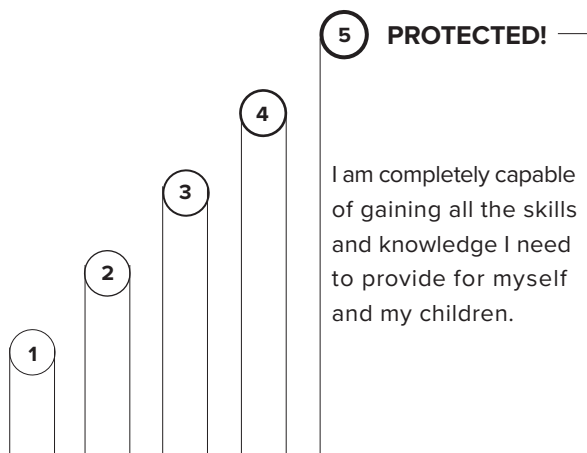 5 PROTECTED!
4
3
I am completely capable
of gaining all the skills
and knowledge I need
to provide for myself
and my children.
2
1